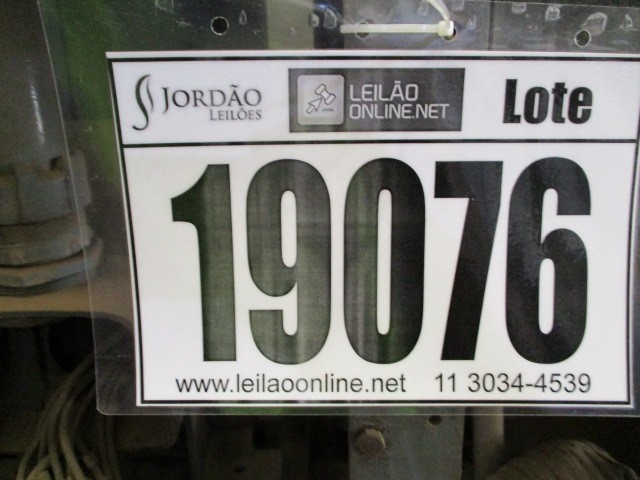 JORDÃO
LEILÕES
LEILÃO
ONLINE.NET
Lote
19076
www.leilaoonline.net 11 3034-4539